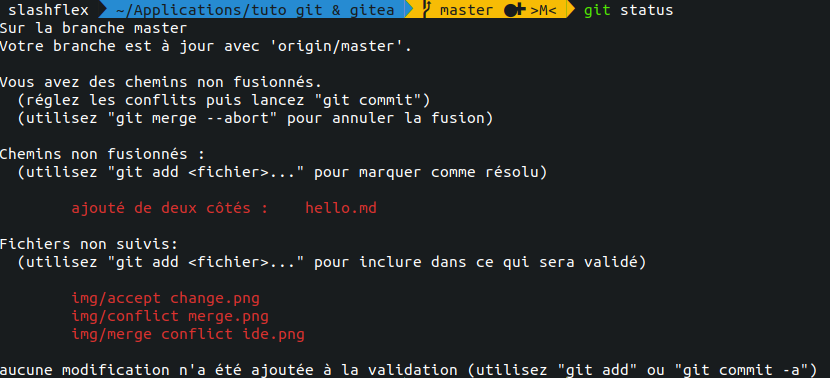 slashflex ~/Applications/tuto git & gitea master >M< git status
Sur la branche master
Votre branche est à jour avec 'origin/master'.
Vous avez des chemins non fusionnés.
(réglez les conflits puis lancez "git commit")
(utilisez "git merge --abort" pour annuler la fusion)
Chemins non fusionnés :
(utilisez "git add <fichier>..." pour marquer comme résolu)
ajouté de deux côtés : hello.md
Fichiers non suivis:
(utilisez "git add <fichier>..." pour inclure dans ce qui sera validé)
img/accept change.png
img/conflict merge.png
img/merge conflict ide.png
aucune modification n'a été ajoutée à la validation (utilisez "git add" ou "git commit -a")